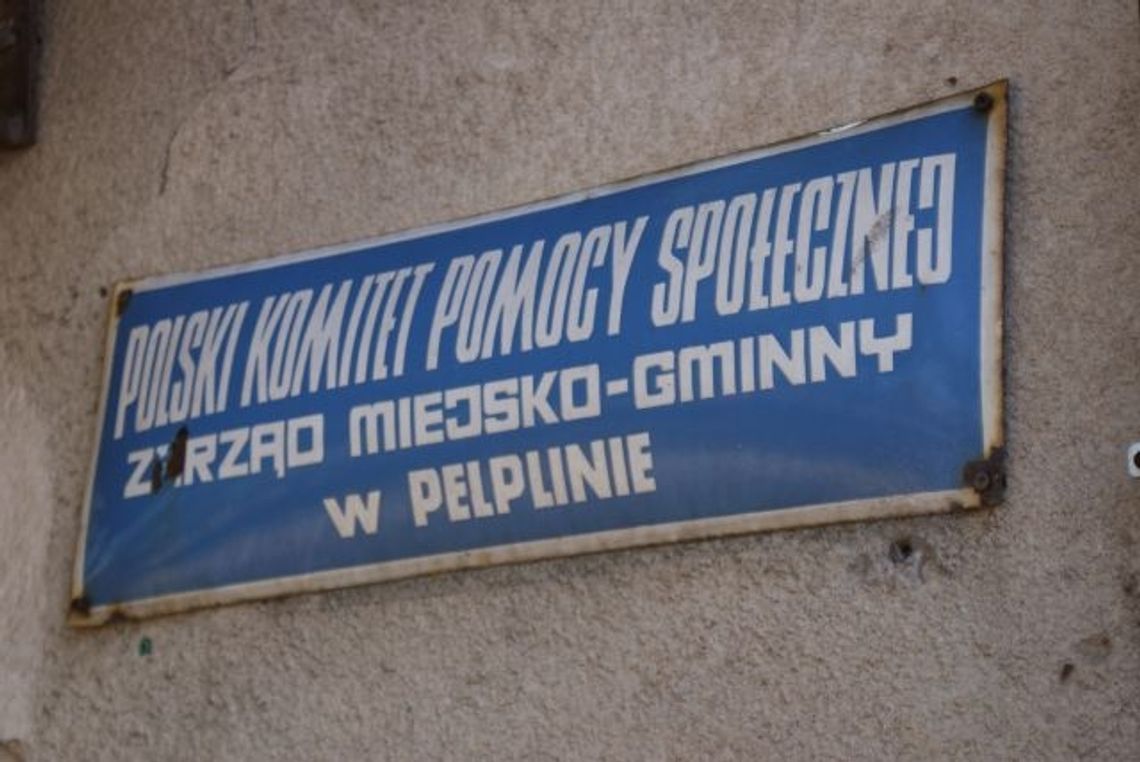 POLSKI KOMITET POMOCY SPOŁECZNEJ
ZARZĄD MIEJSKO-GMINNY
W PELPLINIE